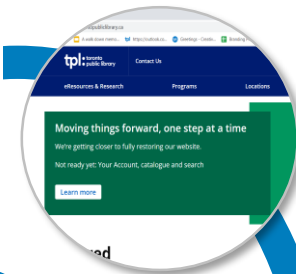 tpl: toronto public library
Contact Us
eResources & Research Programs Locations
Moving things forward, one step at a time
We're getting closer to fully restoring our website.
Not ready yet: Your Account, catalogue and search
Learn more